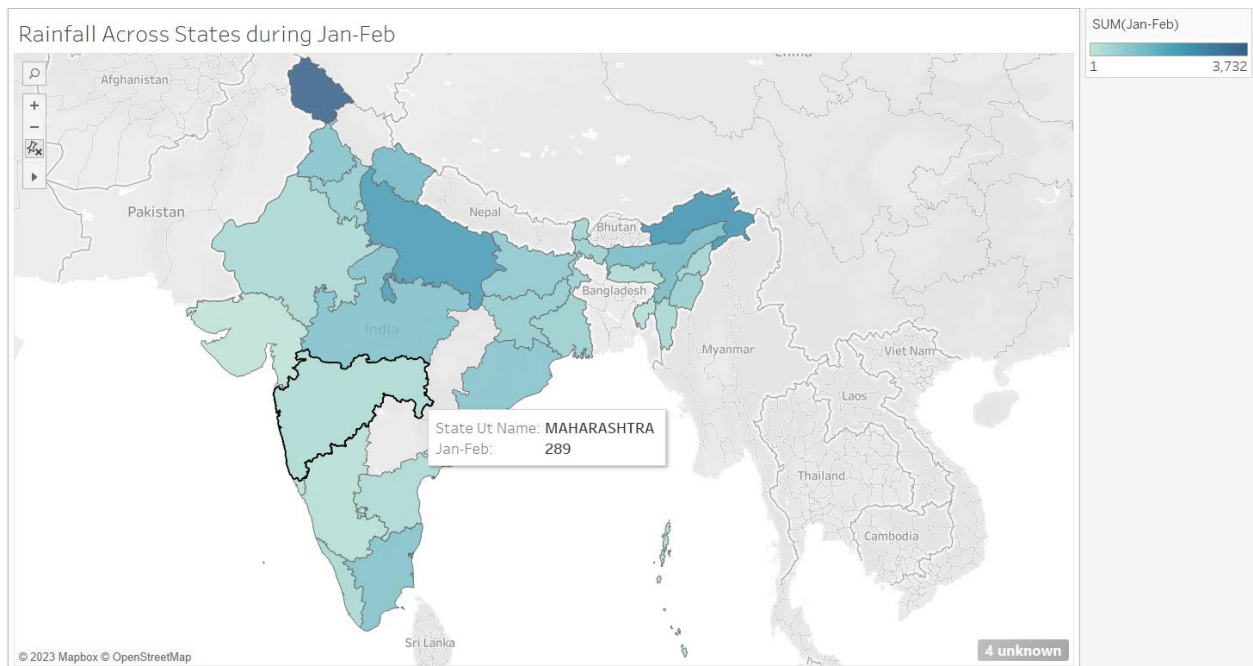 Rainfall Across States during Jan-Feb
SUM(Jan-Feb)
1 3,732
China
Afghanistan
Pakistan
Nepal
Bhutan
Bangladesh
India
Myanmar
Viet Nam
Laos
State Ut Name: MAHARASHTRA
Jan-Feb: 289
Thailand
Cambodia
Sri Lanka
© 2023 Mapbox © OpenStreetMap
4 unknown